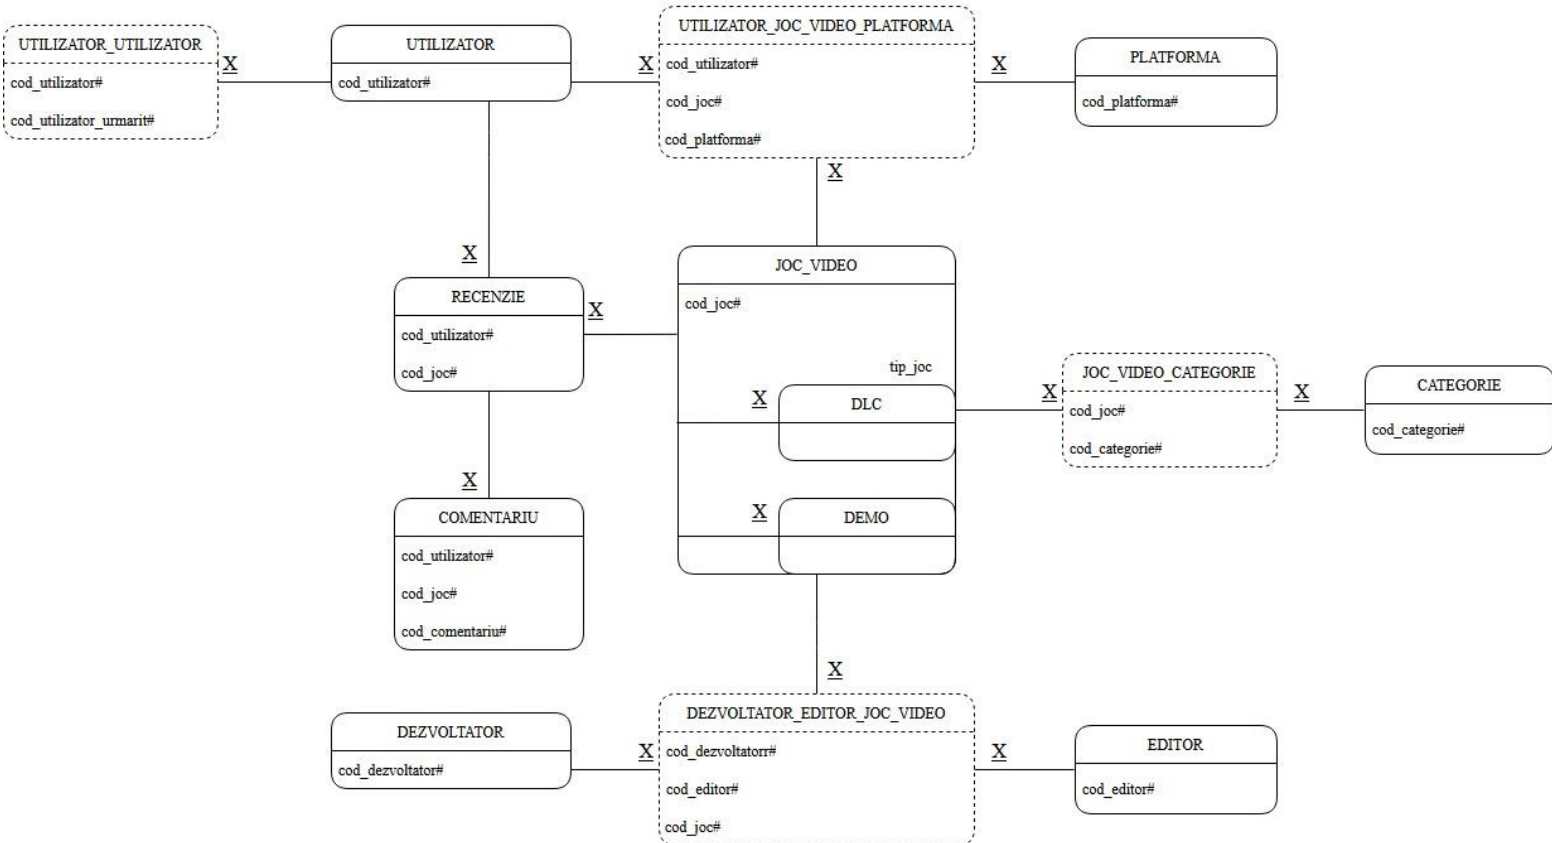 UTILIZATOR_UTILIZATOR
X
cod_utilizator#
cod_utilizator_urmarit#
UTILIZATOR
cod_utilizator#
X
UTILIZATOR_JOC_VIDEO_PLATFORMA
cod_utilizator#
cod_joc#
cod_platforma#
X
X
PLATFORMA
cod_platforma#
X
RECENZIE
cod_utilizator#
cod_joc#
X
JOC_VIDEO
cod_joc#
tip_joc
X
DLC
X
DEMO
X
JOC_VIDEO_CATEGORIE
cod_joc#
cod_categorie#
X
CATEGORIE
cod_categorie#
X
COMENTARIU
cod_utilizator#
cod_joc#
cod_comentariu#
X
DEZVOLTATOR
cod_dezvoltator#
X
DEZVOLTATOR_EDITOR_JOC_VIDEO
cod_dezvoltatorr#
cod_editor#
cod_joc#
X
EDITOR
cod_editor#